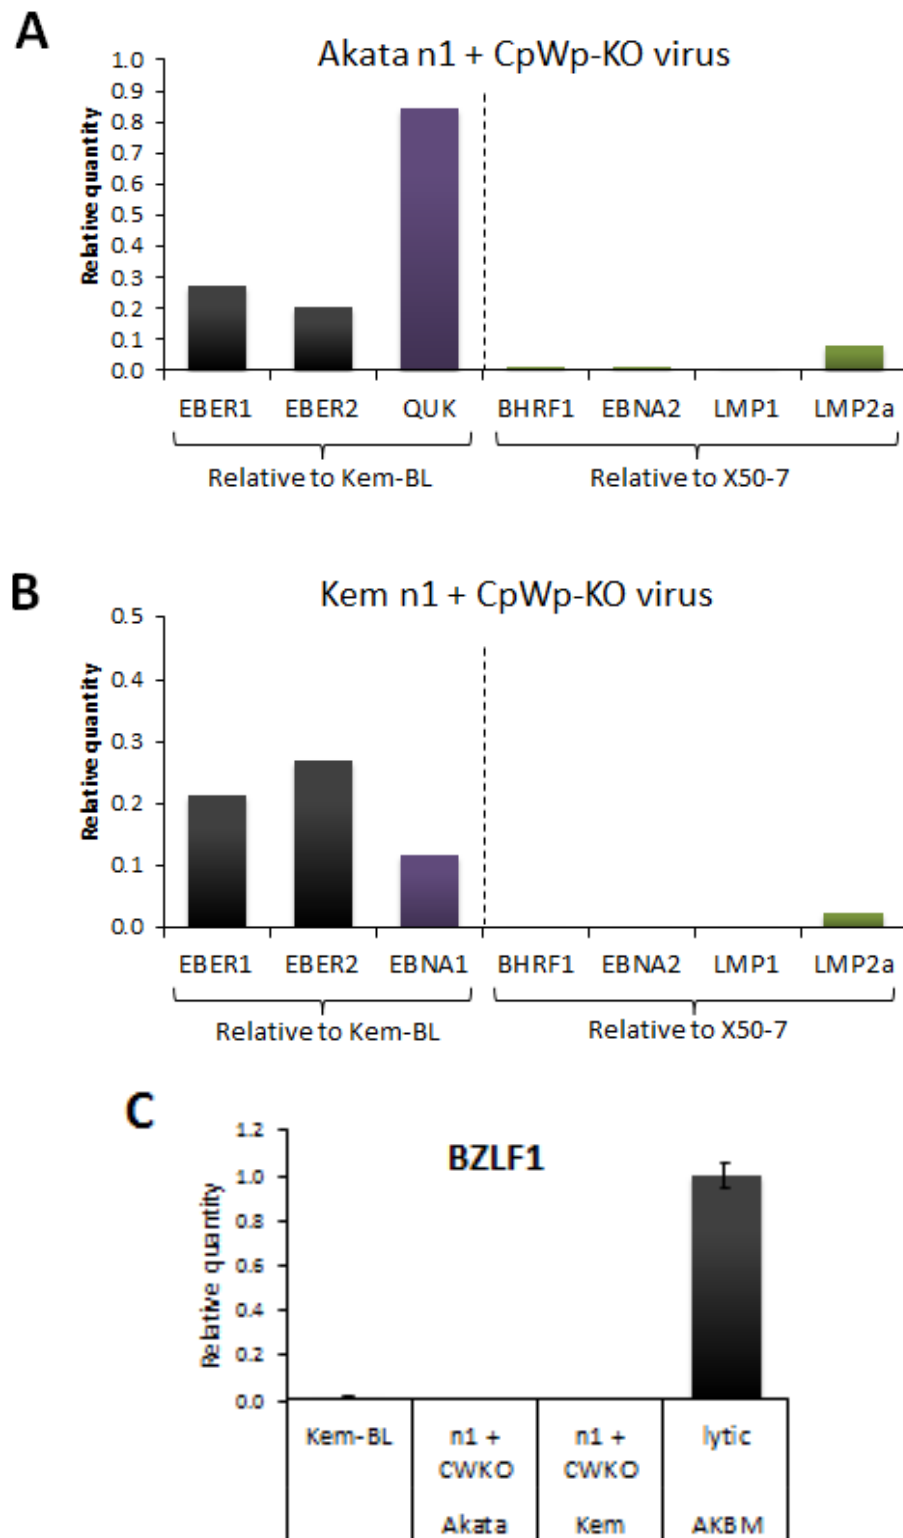 A
Akata n1 + CpWp-KO virus
Relative quantity
1.0
0.9
0.8
0.7
0.6
0.5
0.4
0.3
0.2
0.1
0.0
EBER1 EBER2 QUK BHRF1 EBNA2 LMP1 LMP2a
Relative to Kem-BL Relative to X50-7
B
Kem n1 + CpWp-KO virus
Relative quantity
0.5
0.4
0.3
0.2
0.1
0.0
EBER1 EBER2 EBNA1 BHRF1 EBNA2 LMP1 LMP2a
Relative to Kem-BL Relative to X50-7
C
BZLF1
Relative quantity
1.2
1.0
0.8
0.6
0.4
0.2
0.0
Kem-BL n1 + n1 + lytic
CWKO CWKO
Akata Kem AKBM